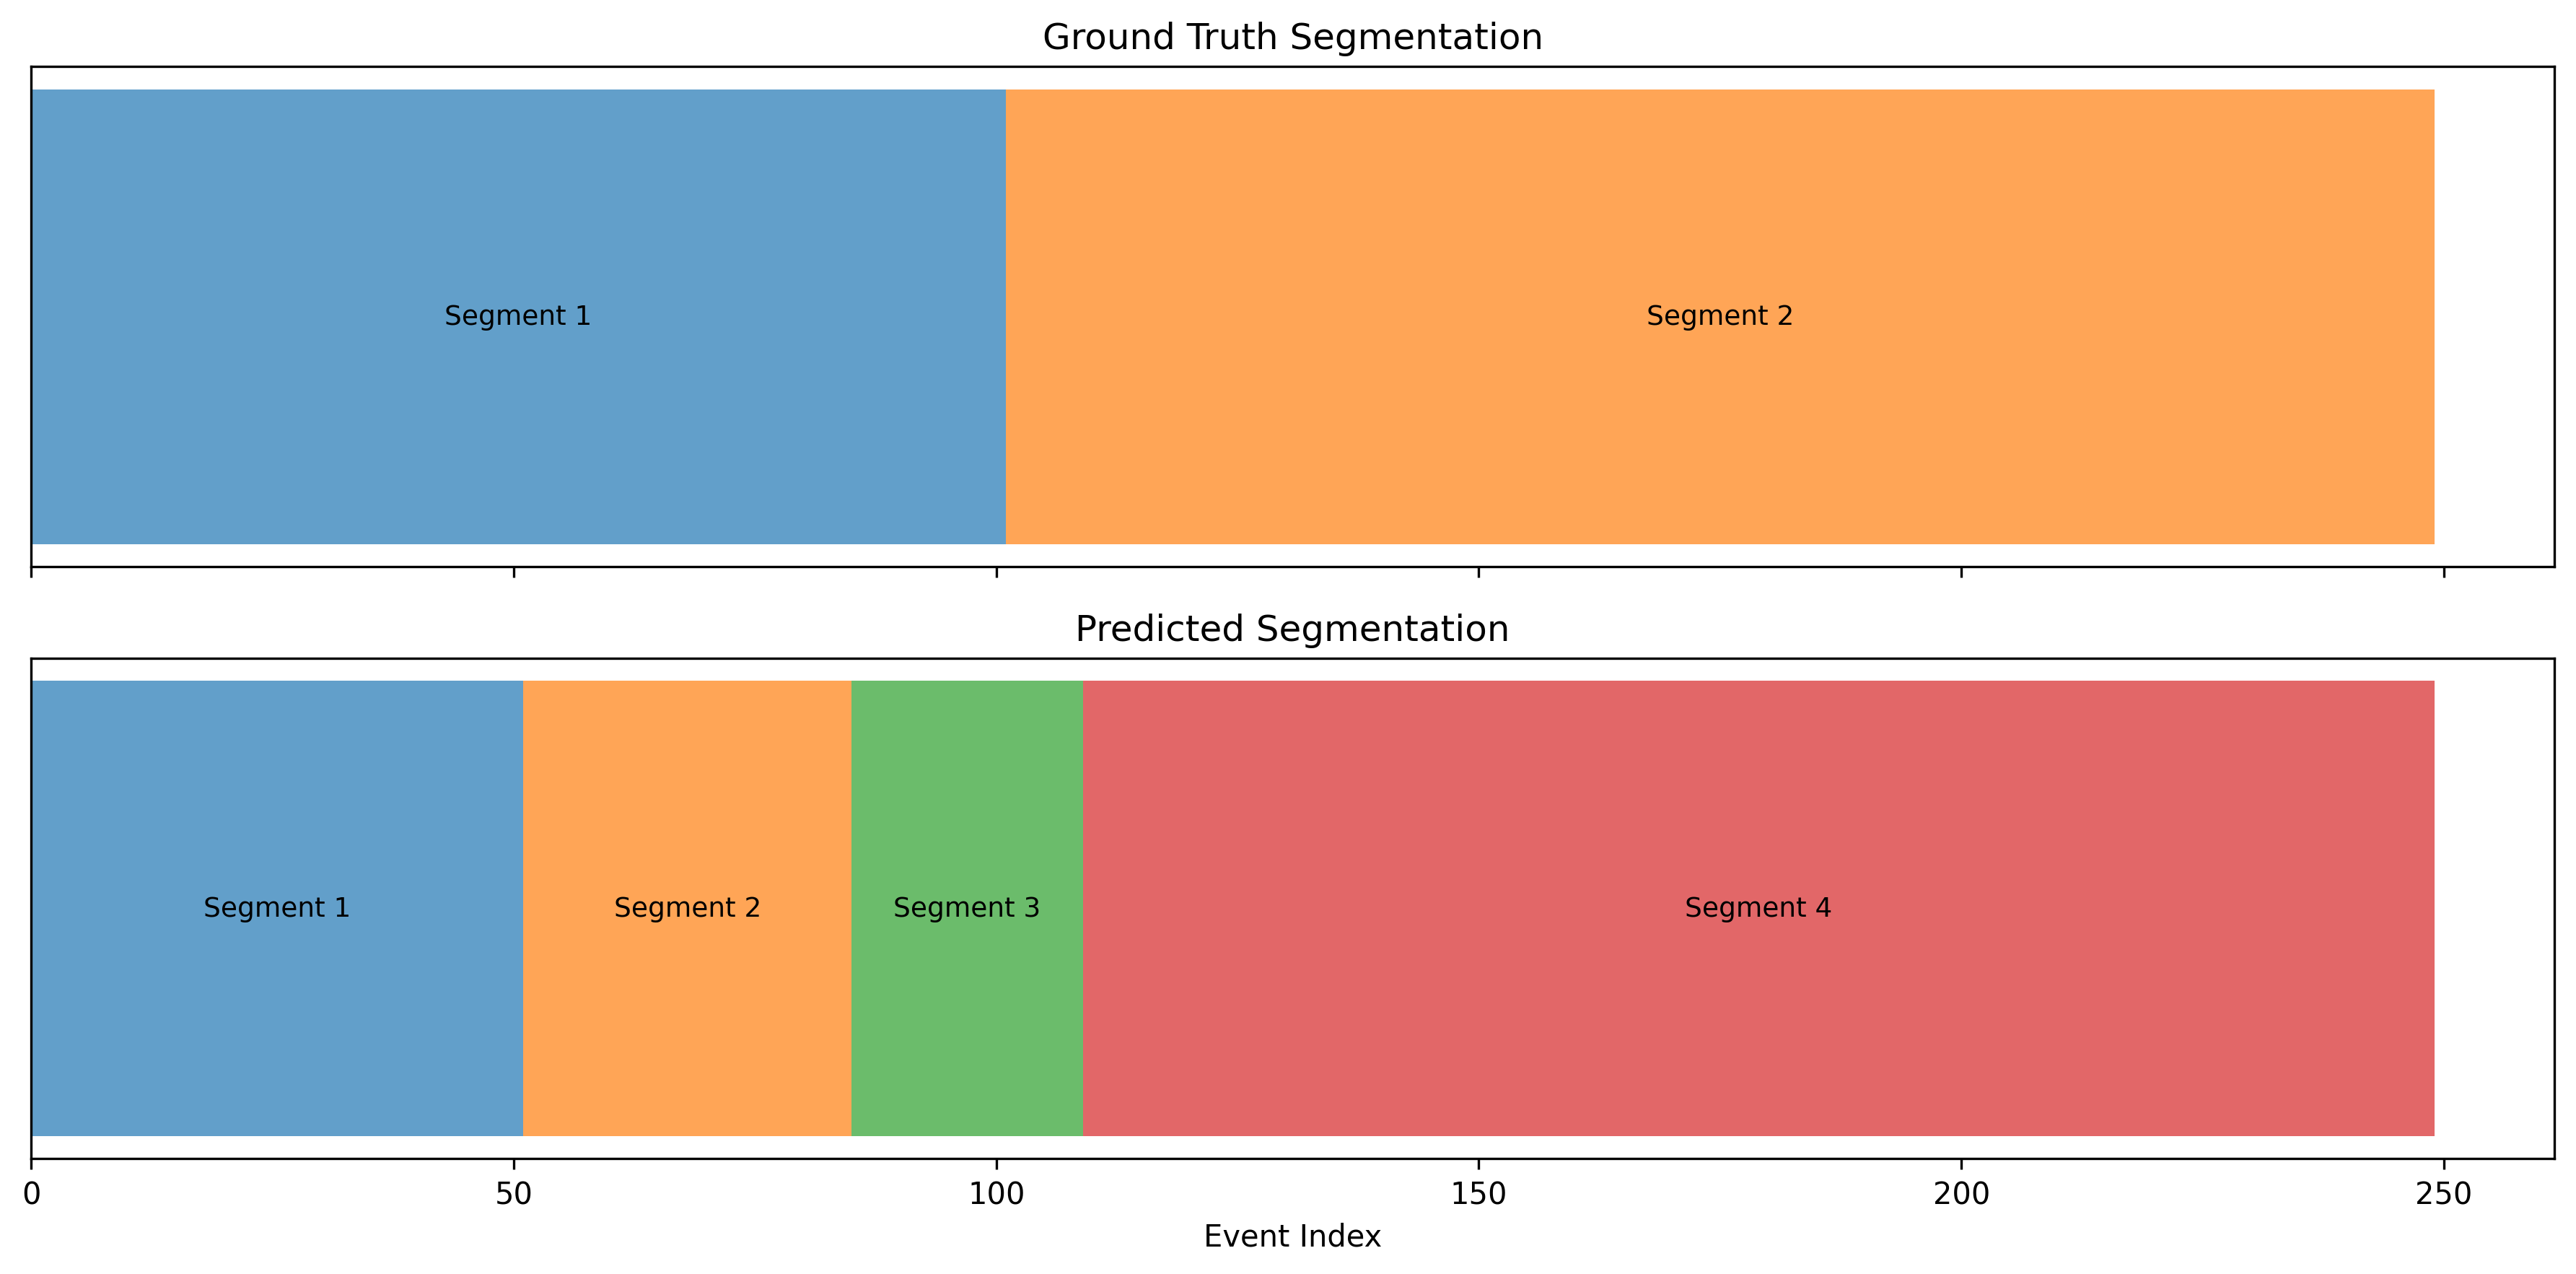 Ground Truth Segmentation
Segment 1 Segment 2
Predicted Segmentation
Segment 1 Segment 2 Segment 3 Segment 4
0 50 100 150 200 250
Event Index